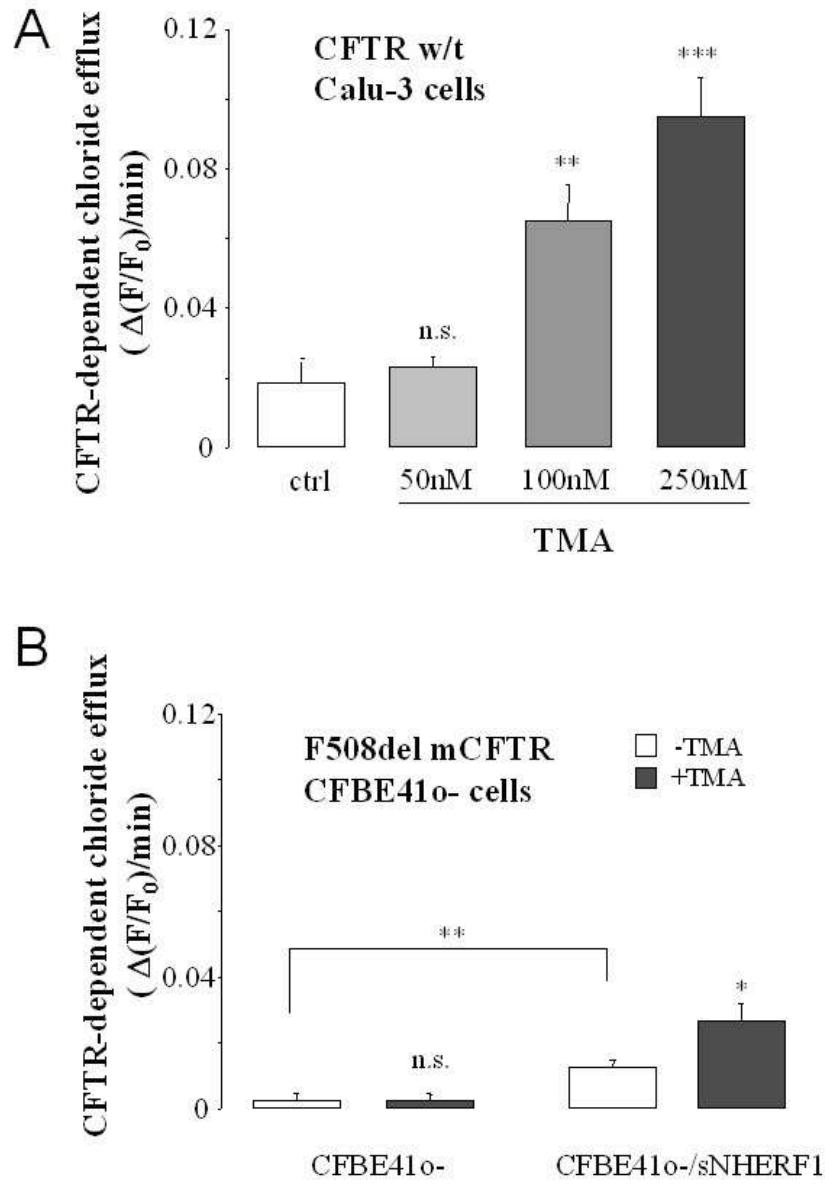 A
CFTR-dependent chloride efflux
( Δ(F/F₀)/min)
0.12
0.08
0.04
0
CFTR w/t
Calu-3 cells
n.s.
**
***
ctrl
50nM
100nM
250nM
TMA
B
CFTR-dependent chloride efflux
( Δ(F/F₀)/min)
0.12
0.08
0.04
0
F508del mCFTR
CFBE41o- cells
-TMA
+TMA
**
n.s.
*
CFBE41o-
CFBE41o-/sNHERF1